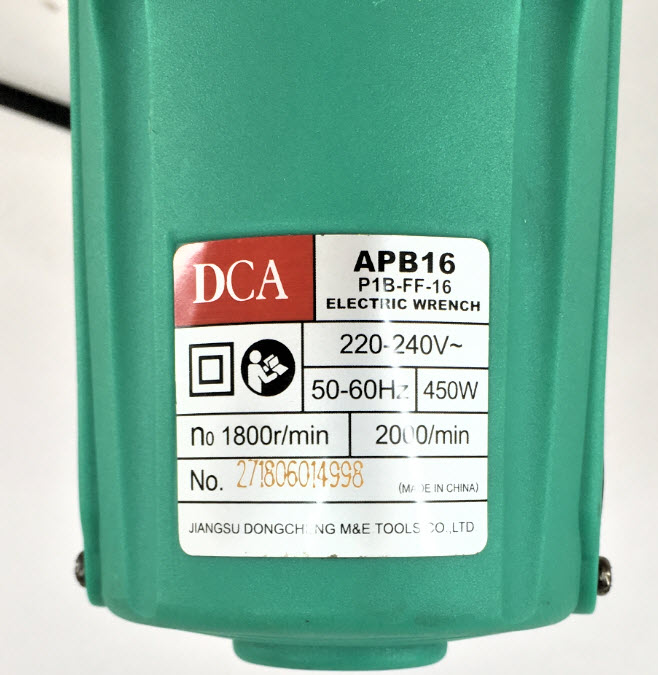 DCA
APB16
P1B-FF-16
ELECTRIC WRENCH
220-240V~
50-60Hz
450W
n0 1800r/min
2000/min
No. 271806014998
(MADE IN CHINA)
JIANGSU DONGCHENG M&E TOOLS CO.,LTD